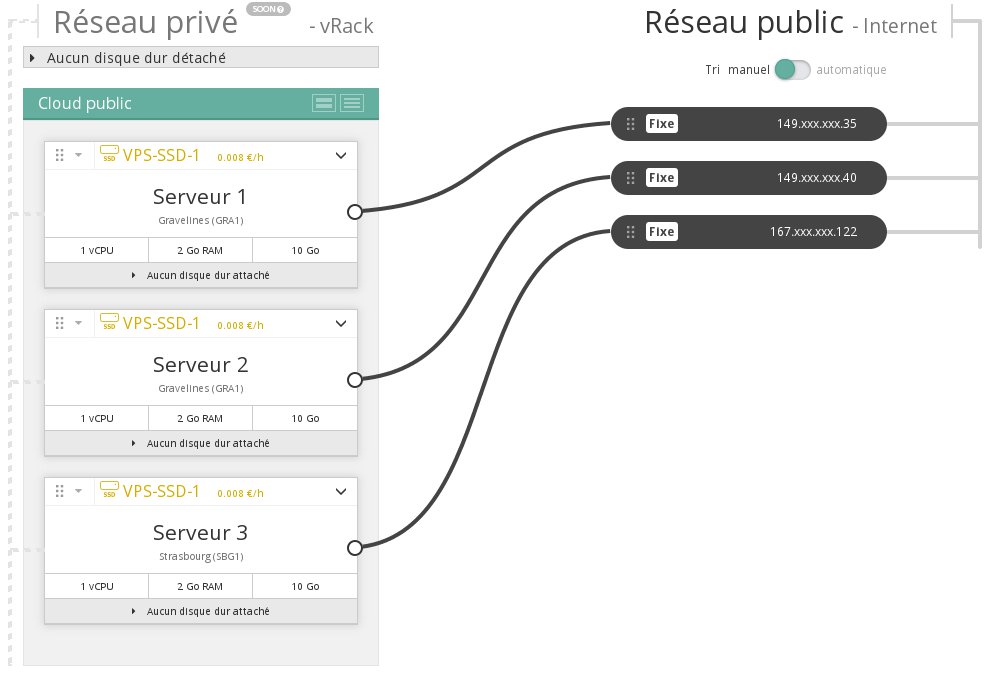 Réseau privé SOON - vRack
Aucun disque dur détaché
Cloud public
SSD VPS-SSD-1 0.008 €/h
Serveur 1
Gravelines (GRA1)
1 vCPU 2 Go RAM 10 Go
Aucun disque dur attaché
SSD VPS-SSD-1 0.008 €/h
Serveur 2
Gravelines (GRA1)
1 vCPU 2 Go RAM 10 Go
Aucun disque dur attaché
SSD VPS-SSD-1 0.008 €/h
Serveur 3
Strasbourg (SBG1)
1 vCPU 2 Go RAM 10 Go
Aucun disque dur attaché
Réseau public - Internet
Tri manuel automatique
Fixe 149.xxx.xxx.35
Fixe 149.xxx.xxx.40
Fixe 167.xxx.xxx.122